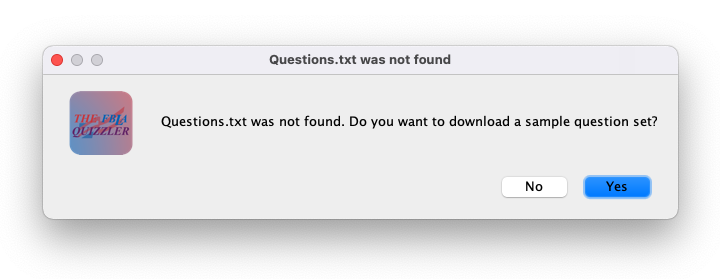 Questions.txt was not found
THE FBLA
QUIZZLER
Questions.txt was not found. Do you want to download a sample question set?
No
Yes